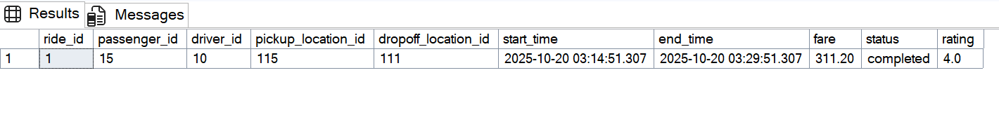 Results Messages
ride_id passenger_id driver_id pickup_location_id dropoff_location_id start_time end_time fare status rating
1 1 15 10 115 111 2025-10-20 03:14:51.307 2025-10-20 03:29:51.307 311.20 completed 4.0